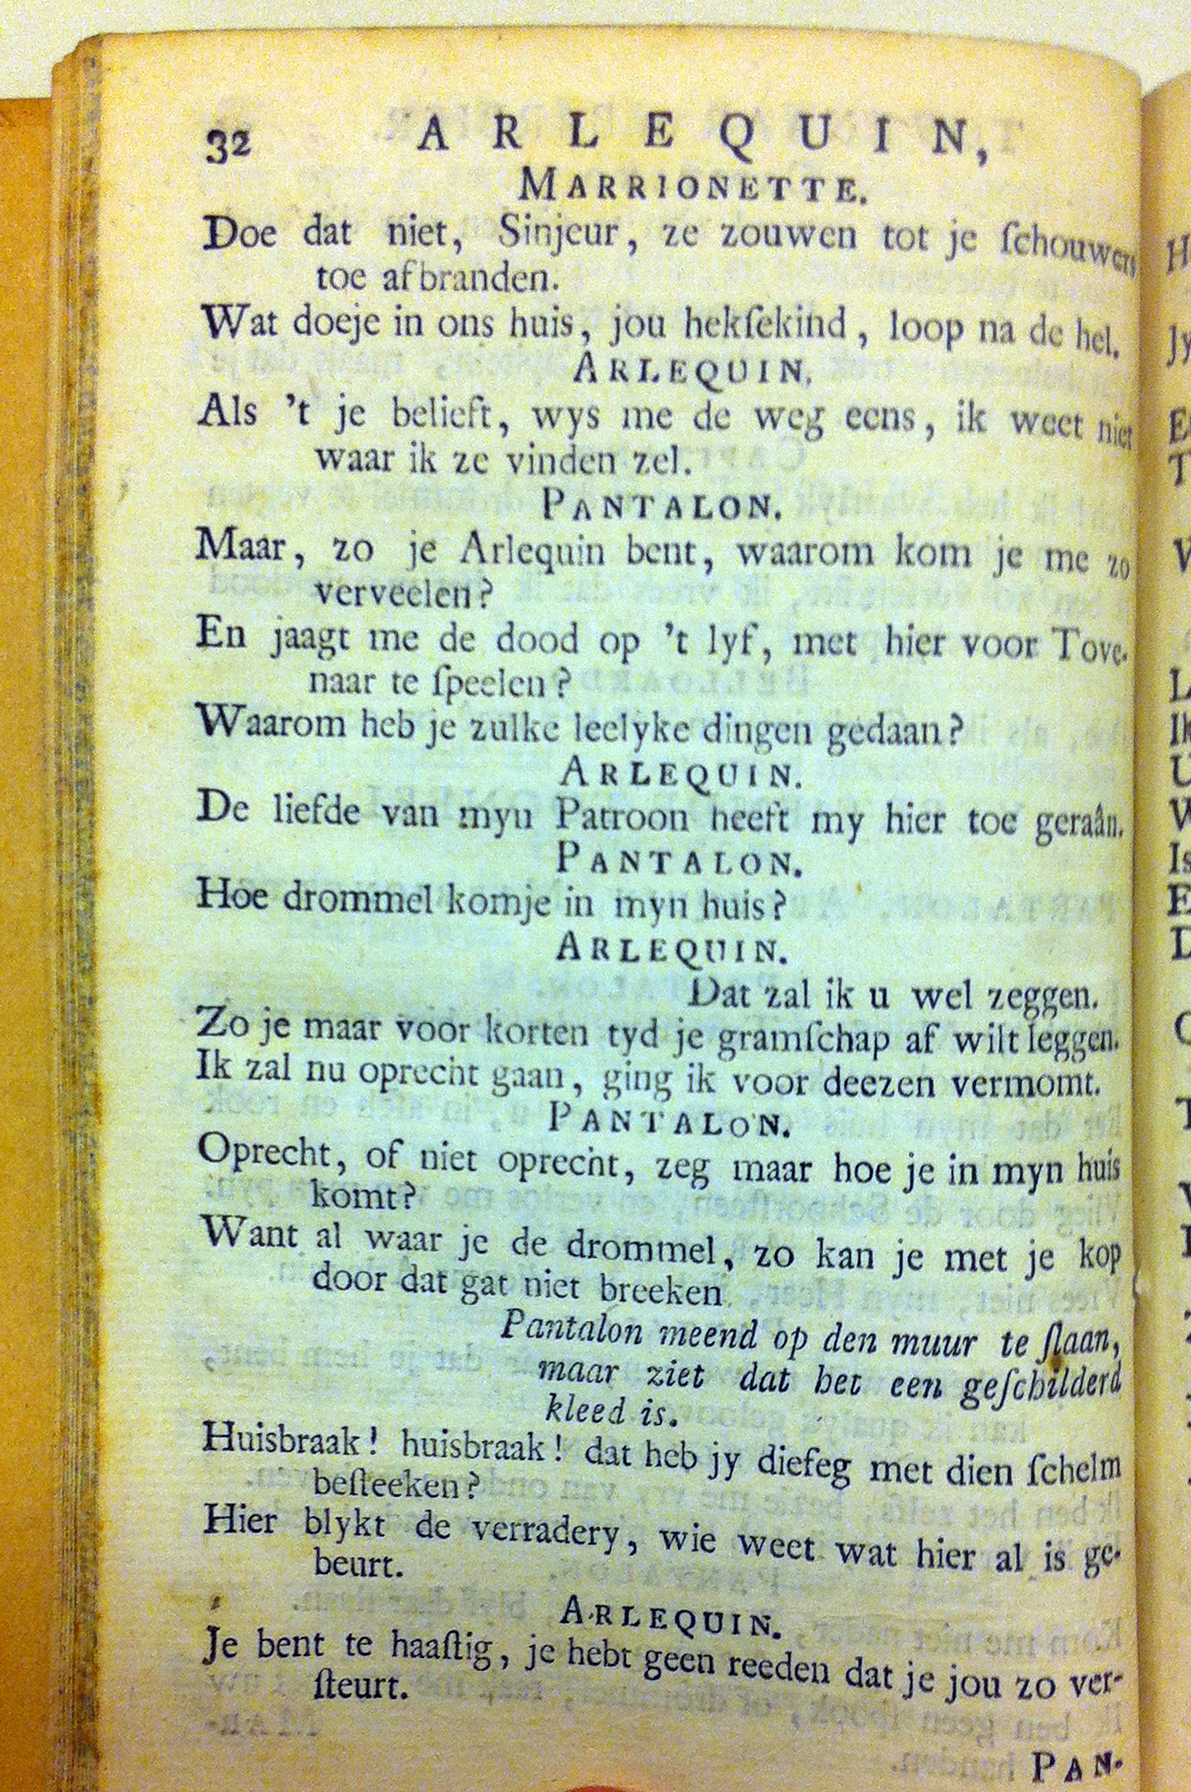 32 ARLEQUIN,
MARRIONETTE.
Doe dat niet, Sinjeur, ze zouwen tot je ſchouwers
toe afbranden.
Wat doeje in ons huis, jou hekſekind, loop na de hel.
ARLEQUIN.
Als 't je belieft, wys me de weg eens, ik weet niet
waar ik ze vinden zel.
PANTALON.
Maar, zo je Arlequin bent, waarom kom je me zo
verveelen?
En jaagt me de dood op 't lyf, met hier voor Tove-
naar te ſpeelen?
Waarom heb je zulke leelyke dingen gedaan?
ARLEQUIN.
De liefde van myn Patroon heeft my hier toe geraân.
PANTALON.
Hoe drommel komje in myn huis?
ARLEQUIN.
Dat zal ik u wel zeggen.
Zo je maar voor korten tyd je gramſchap af wilt leggen.
Ik zal nu oprecht gaan, ging ik voor deezen vermomt.
PANTALON.
Oprecht, of niet oprecht, zeg maar hoe je in myn huis
komt?
Want al waar je de drommel, zo kan je met je kop
door dat gat niet breeken.
Pantalon meend op den muur te ſlaan,
maar ziet dat het een geſchilderd
kleed is.
Huisbraak! huisbraak! dat heb jy diefeg met dien ſchelm
beſteeken?
Hier blykt de verradery, wie weet wat hier al is ge-
beurt.
ARLEQUIN.
Je bent te haaſtig, je hebt geen reeden dat je jou zo ver-
ſteurt.
PAN-